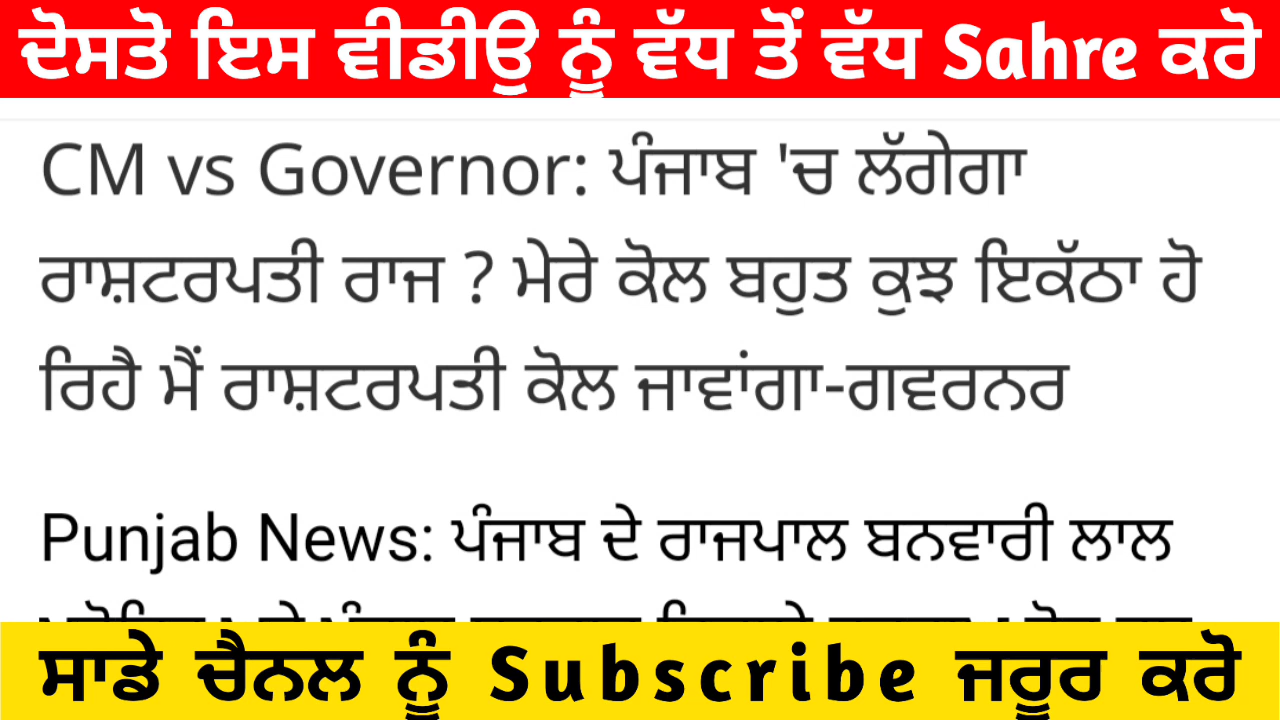 ਦੋਸਤੋ ਇਸ ਵੀਡੀਉ ਨੂੰ ਵੱਧ ਤੋਂ ਵੱਧ Sahre ਕਰੋ
CM vs Governor: ਪੰਜਾਬ 'ਚ ਲੱਗੇਗਾ
ਰਾਸ਼ਟਰਪਤੀ ਰਾਜ ? ਮੇਰੇ ਕੋਲ ਬਹੁਤ ਕੁਝ ਇਕੱਠਾ ਹੋ
ਰਿਹੈ ਮੈਂ ਰਾਸ਼ਟਰਪਤੀ ਕੋਲ ਜਾਵਾਂਗਾ-ਗਵਰਨਰ
Punjab News: ਪੰਜਾਬ ਦੇ ਰਾਜਪਾਲ ਬਨਵਾਰੀ ਲਾਲ
ਸਾਡੇ ਚੈਨਲ ਨੂੰ Subscribe ਜਰੂਰ ਕਰੋ